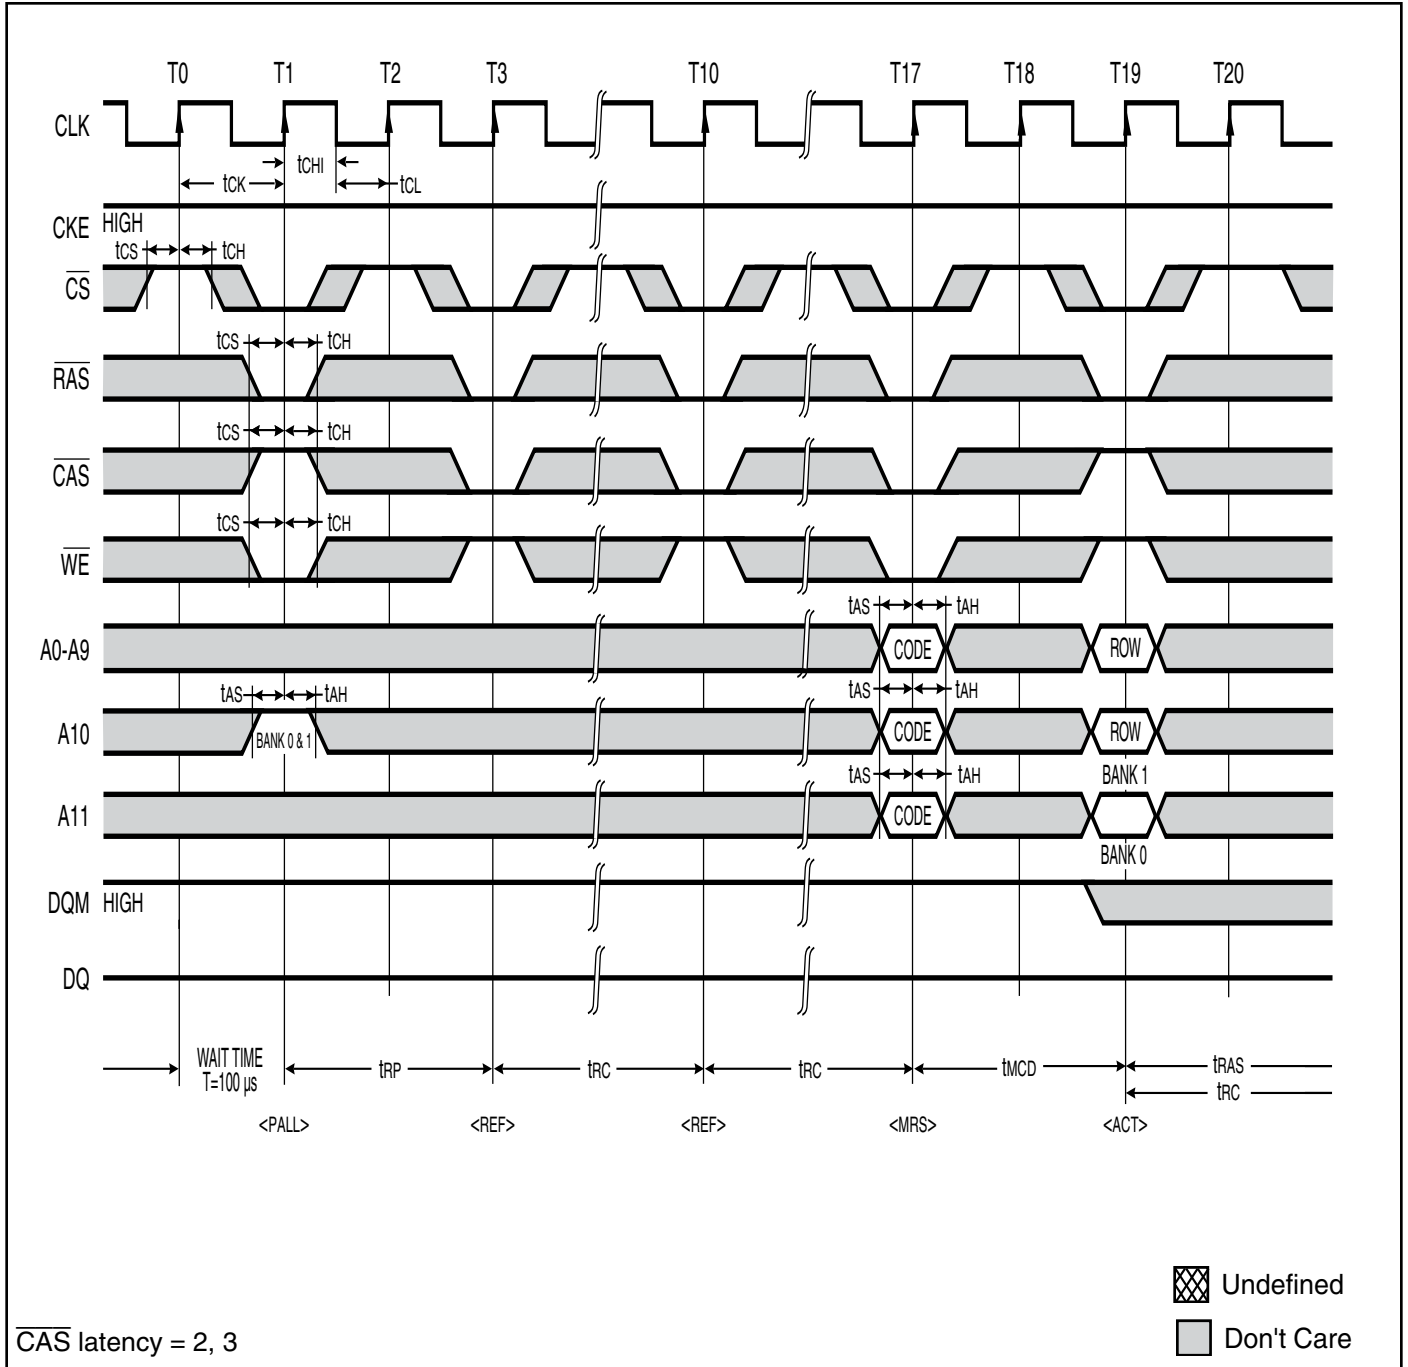 T0 T1 T2 T3 T10 T17 T18 T19 T20
CLK
tCHI
tCK tCL
CKE HIGH
tCS tCH
CS
tCS tCH
RAS
tCS tCH
CAS
tCS tCH
WE
tAS tAH
A0-A9 CODE ROW
tAS tAH tAS tAH
A10 BANK 0 & 1 CODE ROW
tAS tAH BANK 1
A11 CODE
BANK 0
DQM HIGH
DQ
WAIT TIME
T=100 µs
tRP tRC tRC tMCD tRAS
tRC
<PALL> <REF> <REF> <MRS> <ACT>
Undefined
CAS latency = 2, 3 Don't Care